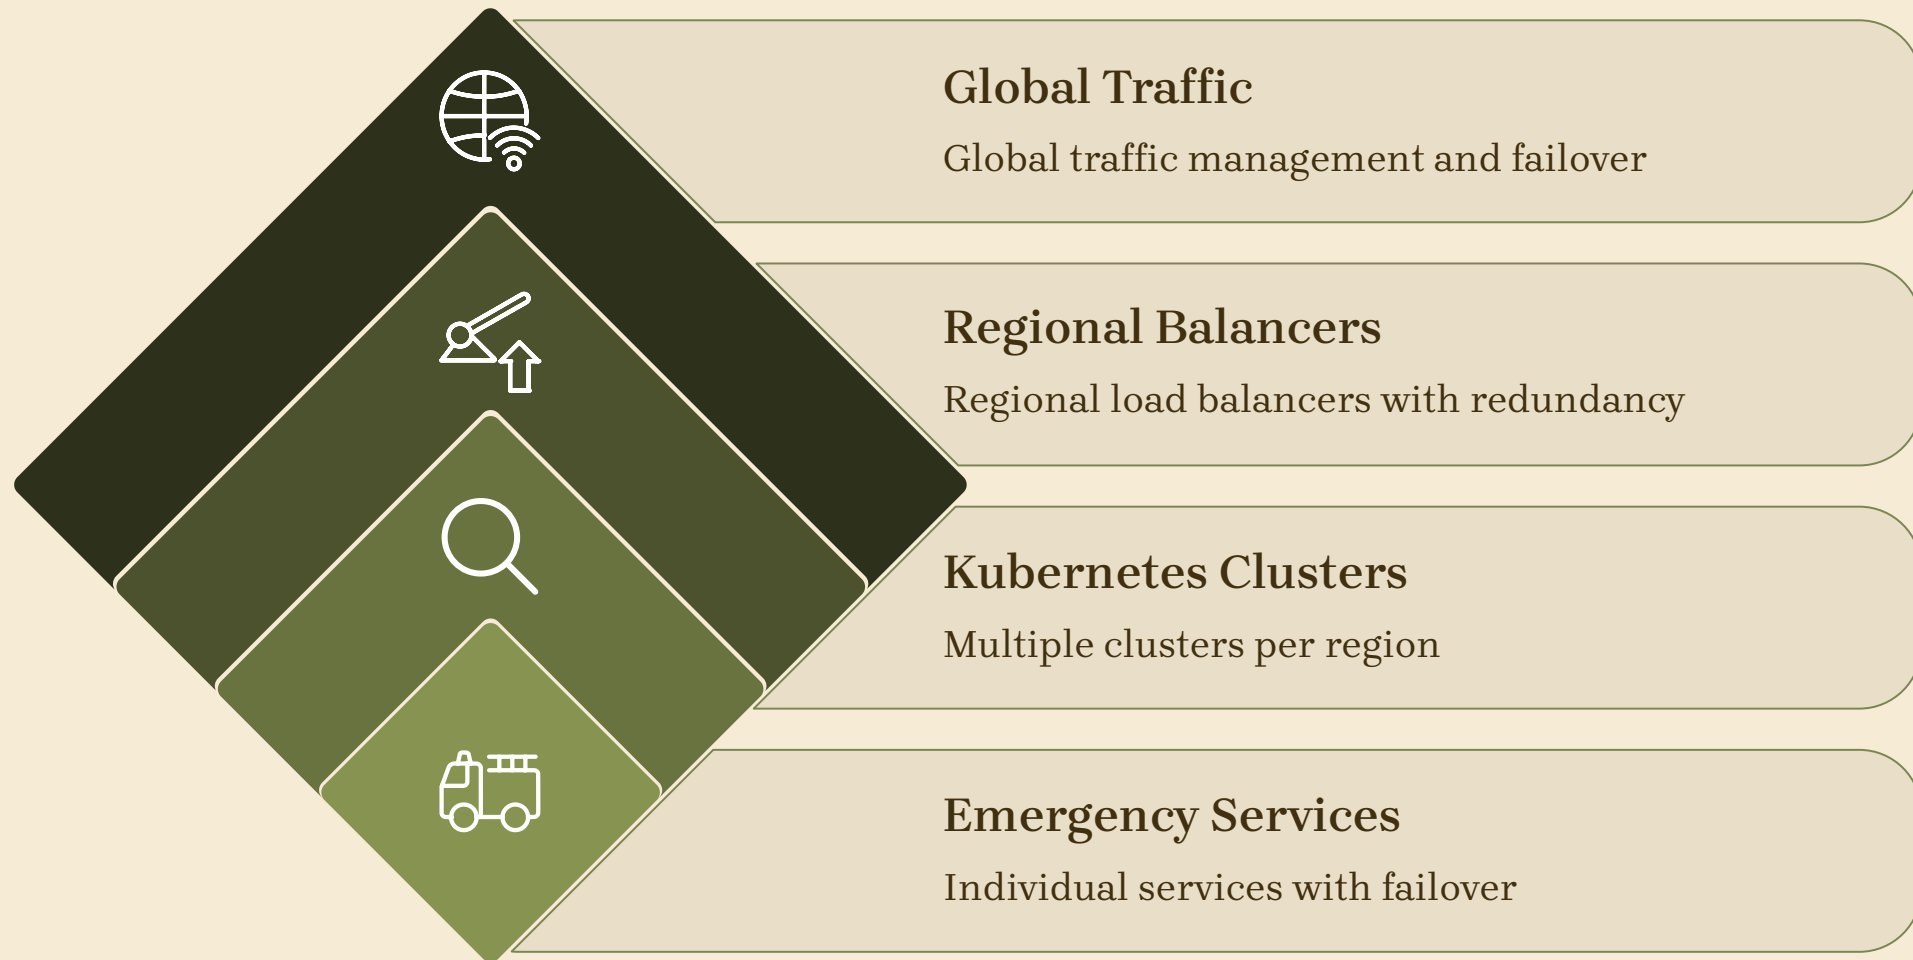 Global Traffic
Global traffic management and failover
Regional Balancers
Regional load balancers with redundancy
Kubernetes Clusters
Multiple clusters per region
Emergency Services
Individual services with failover